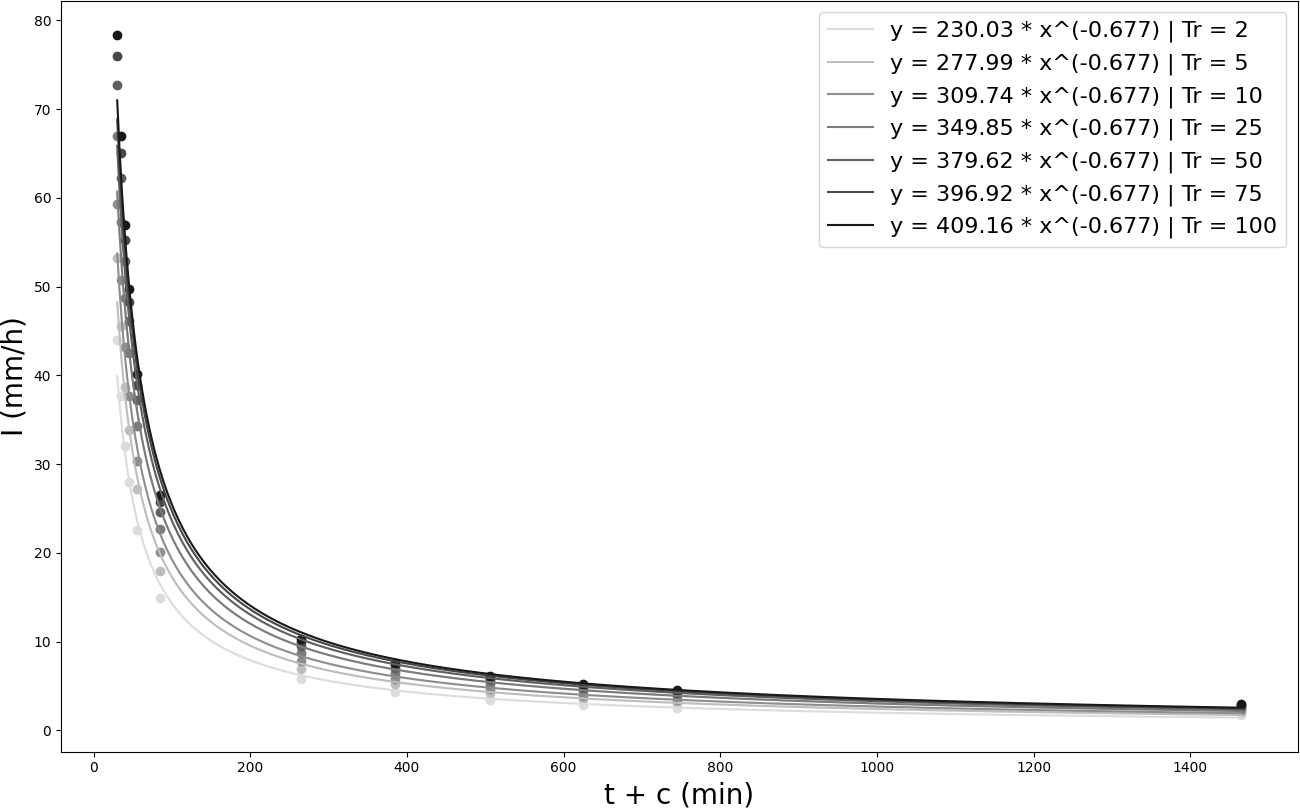 y = 230.03 * x^(-0.677) | Tr = 2
y = 277.99 * x^(-0.677) | Tr = 5
y = 309.74 * x^(-0.677) | Tr = 10
y = 349.85 * x^(-0.677) | Tr = 25
y = 379.62 * x^(-0.677) | Tr = 50
y = 396.92 * x^(-0.677) | Tr = 75
y = 409.16 * x^(-0.677) | Tr = 100
I (mm/h)
80
70
60
50
40
30
20
10
0
0 200 400 600 800 1000 1200 1400
t + c (min)